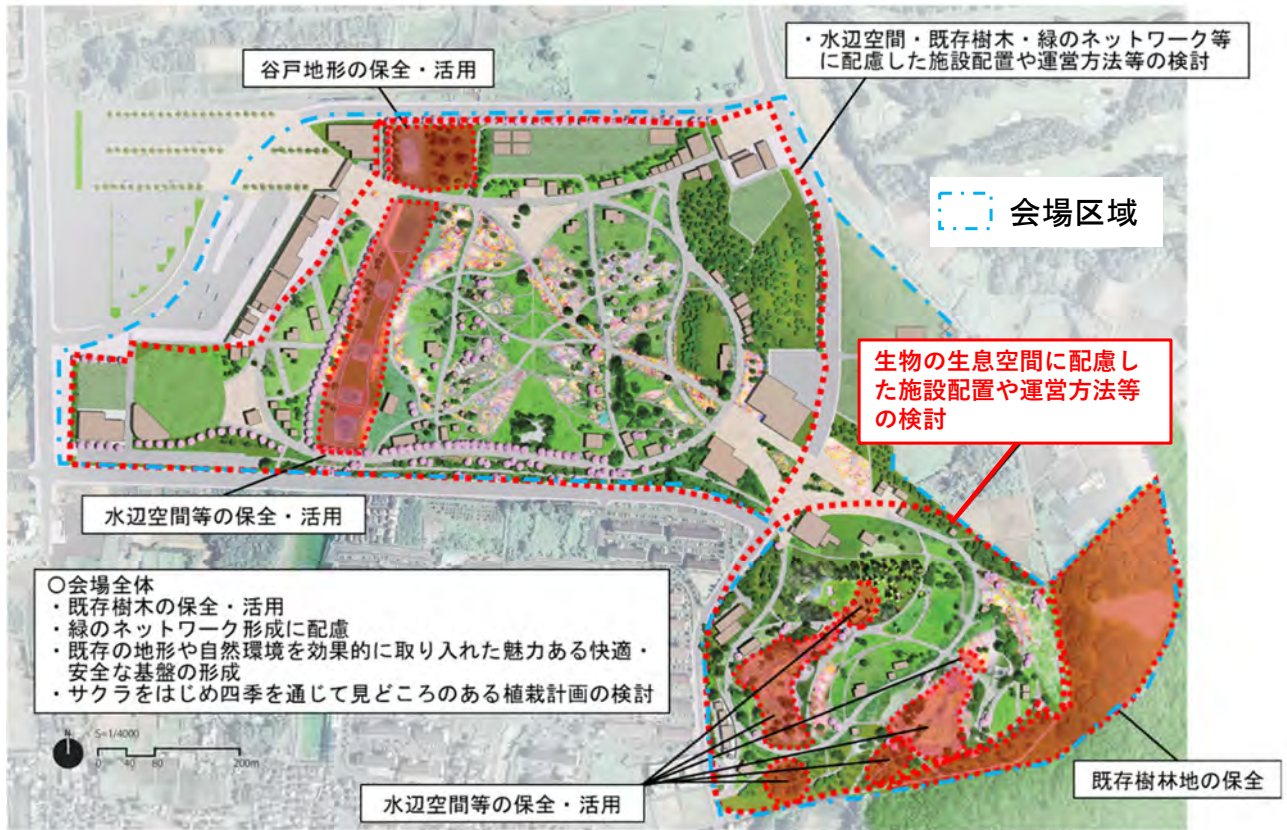 谷戸地形の保全・活用
・水辺空間・既存樹木・緑のネットワーク等
に配慮した施設配置や運営方法等の検討
会場区域
生物の生息空間に配慮し
た施設配置や運営方法等
の検討
水辺空間等の保全・活用
○会場全体
・既存樹木の保全・活用
・緑のネットワーク形成に配慮
・既存の地形や自然環境を効果的に取り入れた魅力ある快適・
安全な基盤の形成
・サクラをはじめ四季を通じて見どころのある植栽計画の検討
N
S=1/4000
0 40 80 200m
水辺空間等の保全・活用
既存樹林地の保全